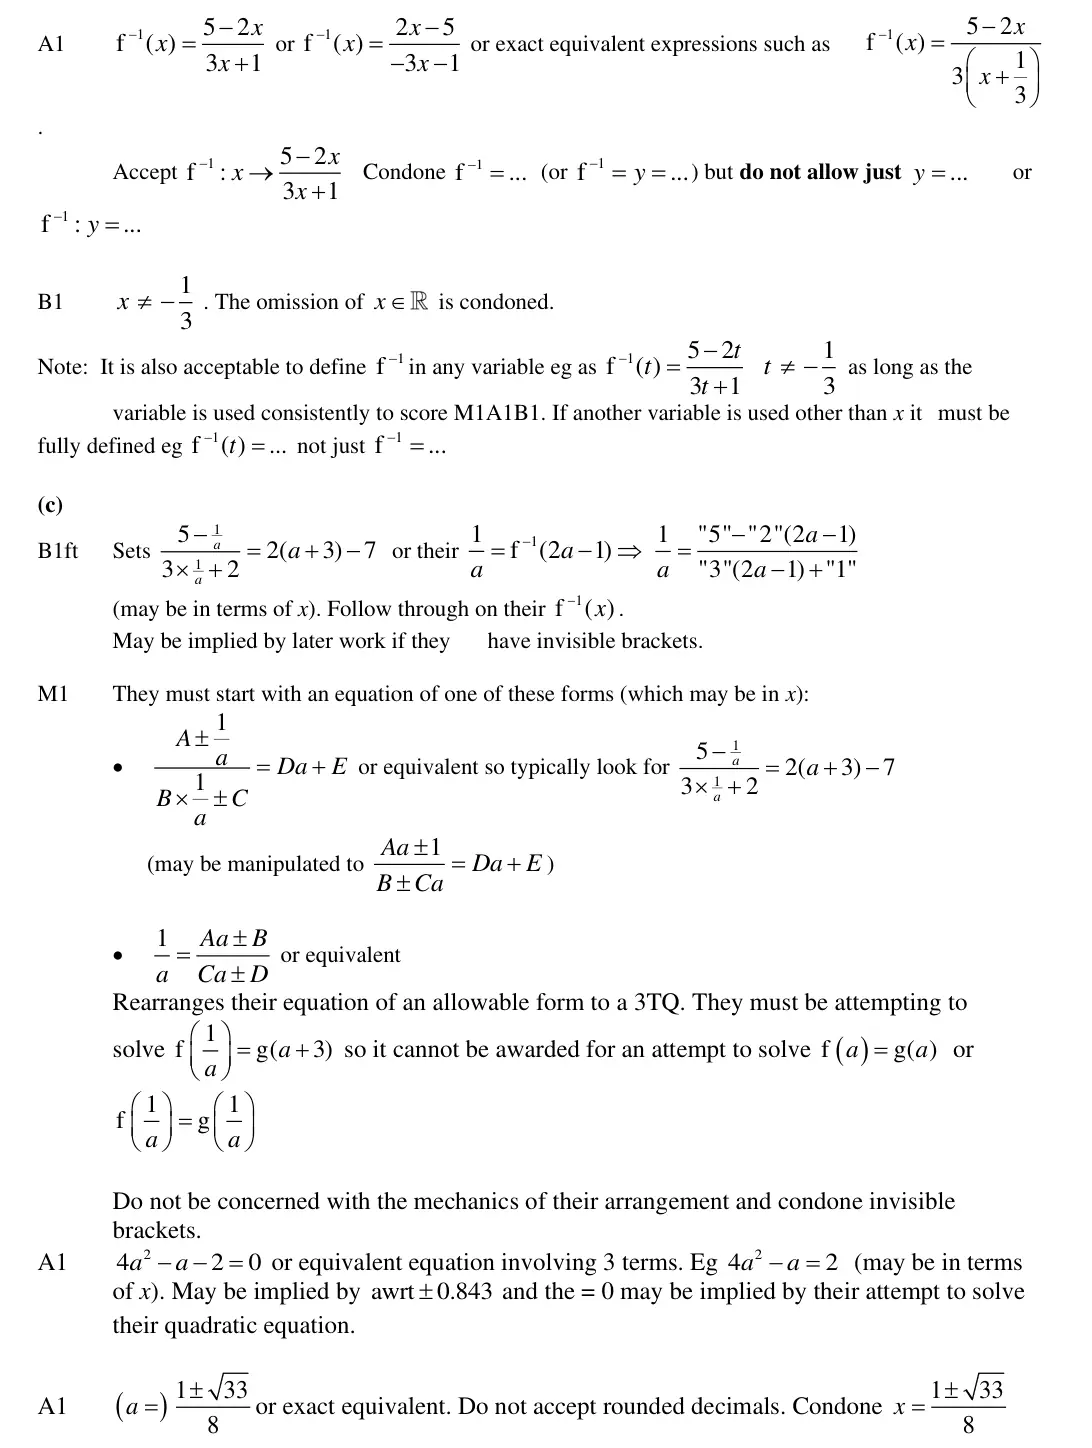 A1 f⁻¹(x) = (5 − 2x)/(3x + 1) or f⁻¹(x) = (2x − 5)/(−3x − 1) or exact equivalent expressions such as f⁻¹(x) = (5 − 2x)/(3(x + 1/3))
.
Accept f⁻¹ : x → (5 − 2x)/(3x + 1) Condone f⁻¹ = ... (or f⁻¹ = y = ...) but do not allow just y = ... or
f⁻¹ : y = ...
B1 x ≠ −1/3 . The omission of x ∈ ℝ is condoned.
Note: It is also acceptable to define f⁻¹ in any variable eg as f⁻¹(t) = (5 − 2t)/(3t + 1) t ≠ −1/3 as long as the
variable is used consistently to score M1A1B1. If another variable is used other than x it must be
fully defined eg f⁻¹(t) = ... not just f⁻¹ = ...
(c)
B1ft Sets (5 − 1/a)/(3 × 1/a + 2) = 2(a + 3) − 7 or their 1/a = f⁻¹(2a − 1) ⇒ 1/a = ("5"−"2"(2a − 1))/("3"(2a − 1) + "1")
(may be in terms of x). Follow through on their f⁻¹(x).
May be implied by later work if they have invisible brackets.
M1 They must start with an equation of one of these forms (which may be in x):
• (A ± 1/a)/(B × 1/a ± C) = Da + E or equivalent so typically look for (5 − 1/a)/(3 × 1/a + 2) = 2(a + 3) − 7
(may be manipulated to (Aa ± 1)/(B ± Ca) = Da + E)
• 1/a = (Aa ± B)/(Ca ± D) or equivalent
Rearranges their equation of an allowable form to a 3TQ. They must be attempting to
solve f(1/a) = g(a + 3) so it cannot be awarded for an attempt to solve f(a) = g(a) or
f(1/a) = g(1/a)
Do not be concerned with the mechanics of their arrangement and condone invisible
brackets.
A1 4a² − a − 2 = 0 or equivalent equation involving 3 terms. Eg 4a² − a = 2 (may be in terms
of x). May be implied by awrt ± 0.843 and the = 0 may be implied by their attempt to solve
their quadratic equation.
A1 (a =) (1 ± √33)/8 or exact equivalent. Do not accept rounded decimals. Condone x = (1 ± √33)/8